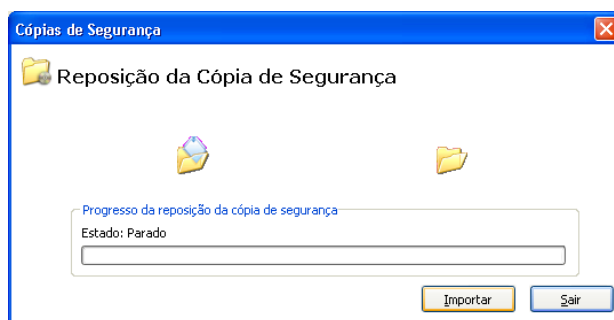 Cópias de Segurança
Reposição da Cópia de Segurança
Progresso da reposição da cópia de segurança
Estado: Parado
Importar
Sair